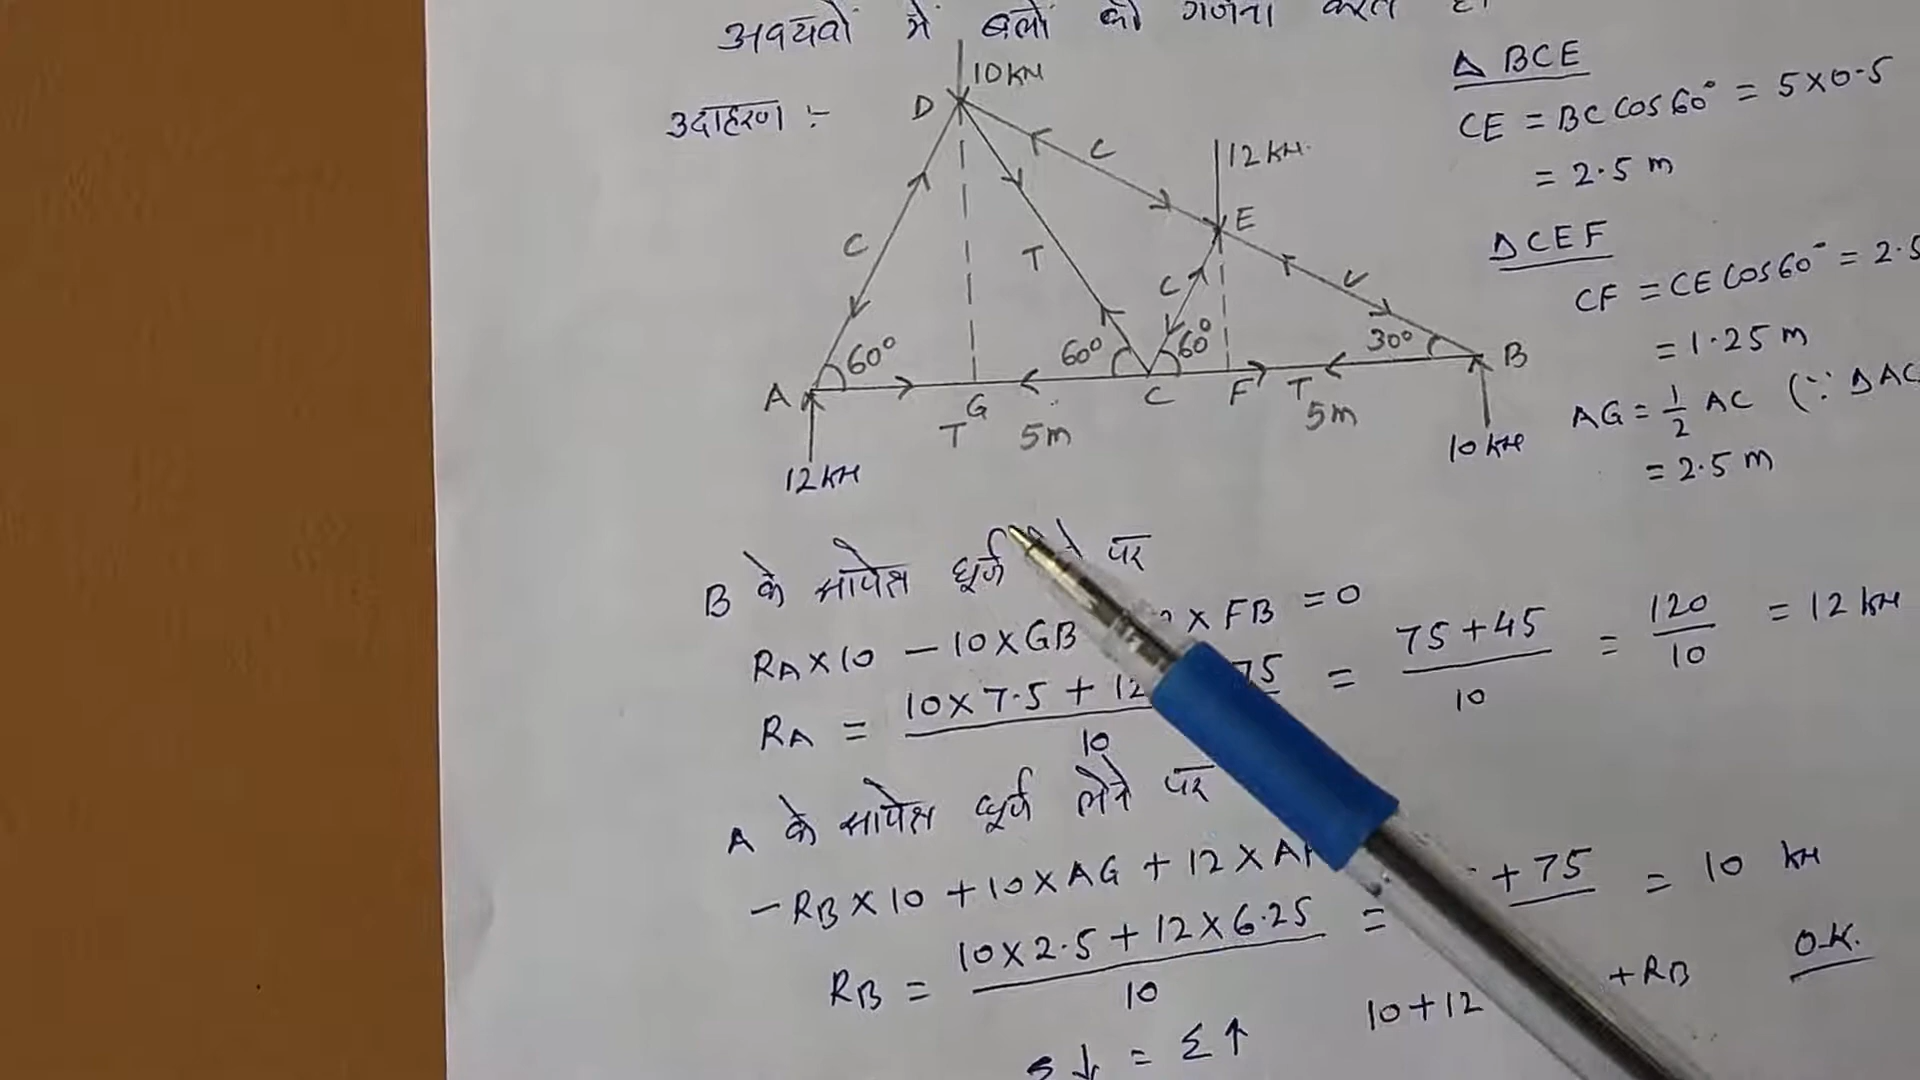 अवयवों में बलों की गणना करते है।
उदाहरण :-
10 KN
D
C
12 KN.
E
C
T
C
C
60°
60°
60°
30°
A
G
C
F
T
B
T
5m
5m
12 KN
10 KN
Δ BCE
CE = BC COS 60° = 5 X 0.5
= 2.5 m
Δ CEF
CF = CE COS 60° = 2.5
= 1.25 m
AG = 1/2 AC (∵ Δ AC
= 2.5 m
B के सापेक्ष घूर्ण पर
RA X 10 - 10 X GB X FB = 0
RA = 10 X 7.5 + 12 75 / 10 = 75 + 45 / 10 = 120 / 10 = 12 KN
A के सापेक्ष घूर्ण लेने पर
- RB X 10 + 10 X AG + 12 X A
RB = 10 X 2.5 + 12 X 6.25 / 10 = + 75 = 10 KN
↓ = Σ ↑ 10 + 12 + RB O.K.